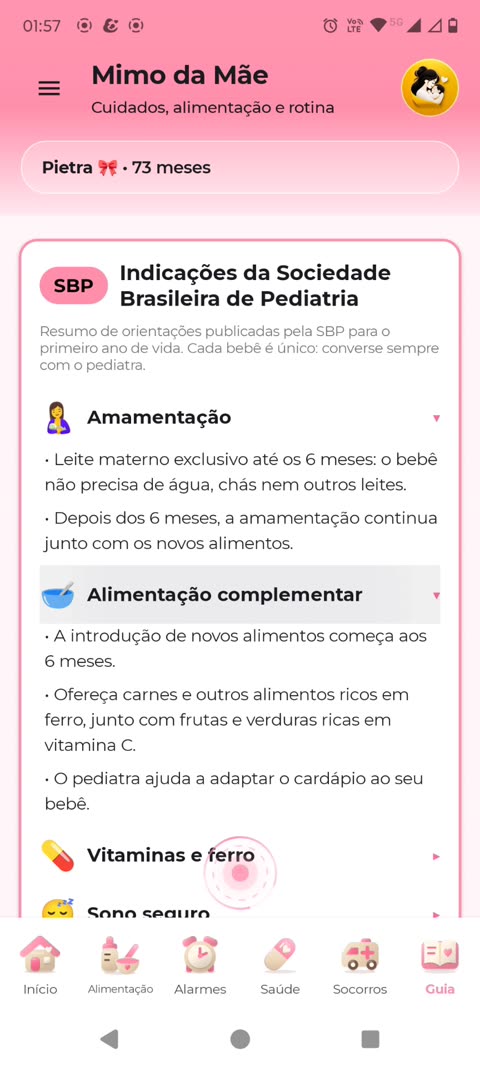 01:57
Vo)) LTE
5G
Mimo da Mãe
Cuidados, alimentação e rotina
Pietra 🎀 • 73 meses
SBP
Indicações da Sociedade
Brasileira de Pediatria
Resumo de orientações publicadas pela SBP para o
primeiro ano de vida. Cada bebê é único: converse sempre
com o pediatra.
Amamentação
• Leite materno exclusivo até os 6 meses: o bebê
não precisa de água, chás nem outros leites.
• Depois dos 6 meses, a amamentação continua
junto com os novos alimentos.
Alimentação complementar
• A introdução de novos alimentos começa aos
6 meses.
• Ofereça carnes e outros alimentos ricos em
ferro, junto com frutas e verduras ricas em
vitamina C.
• O pediatra ajuda a adaptar o cardápio ao seu
bebê.
Vitaminas e ferro
Sono seguro
Início
Alimentação
Alarmes
Saúde
Socorros
Guia